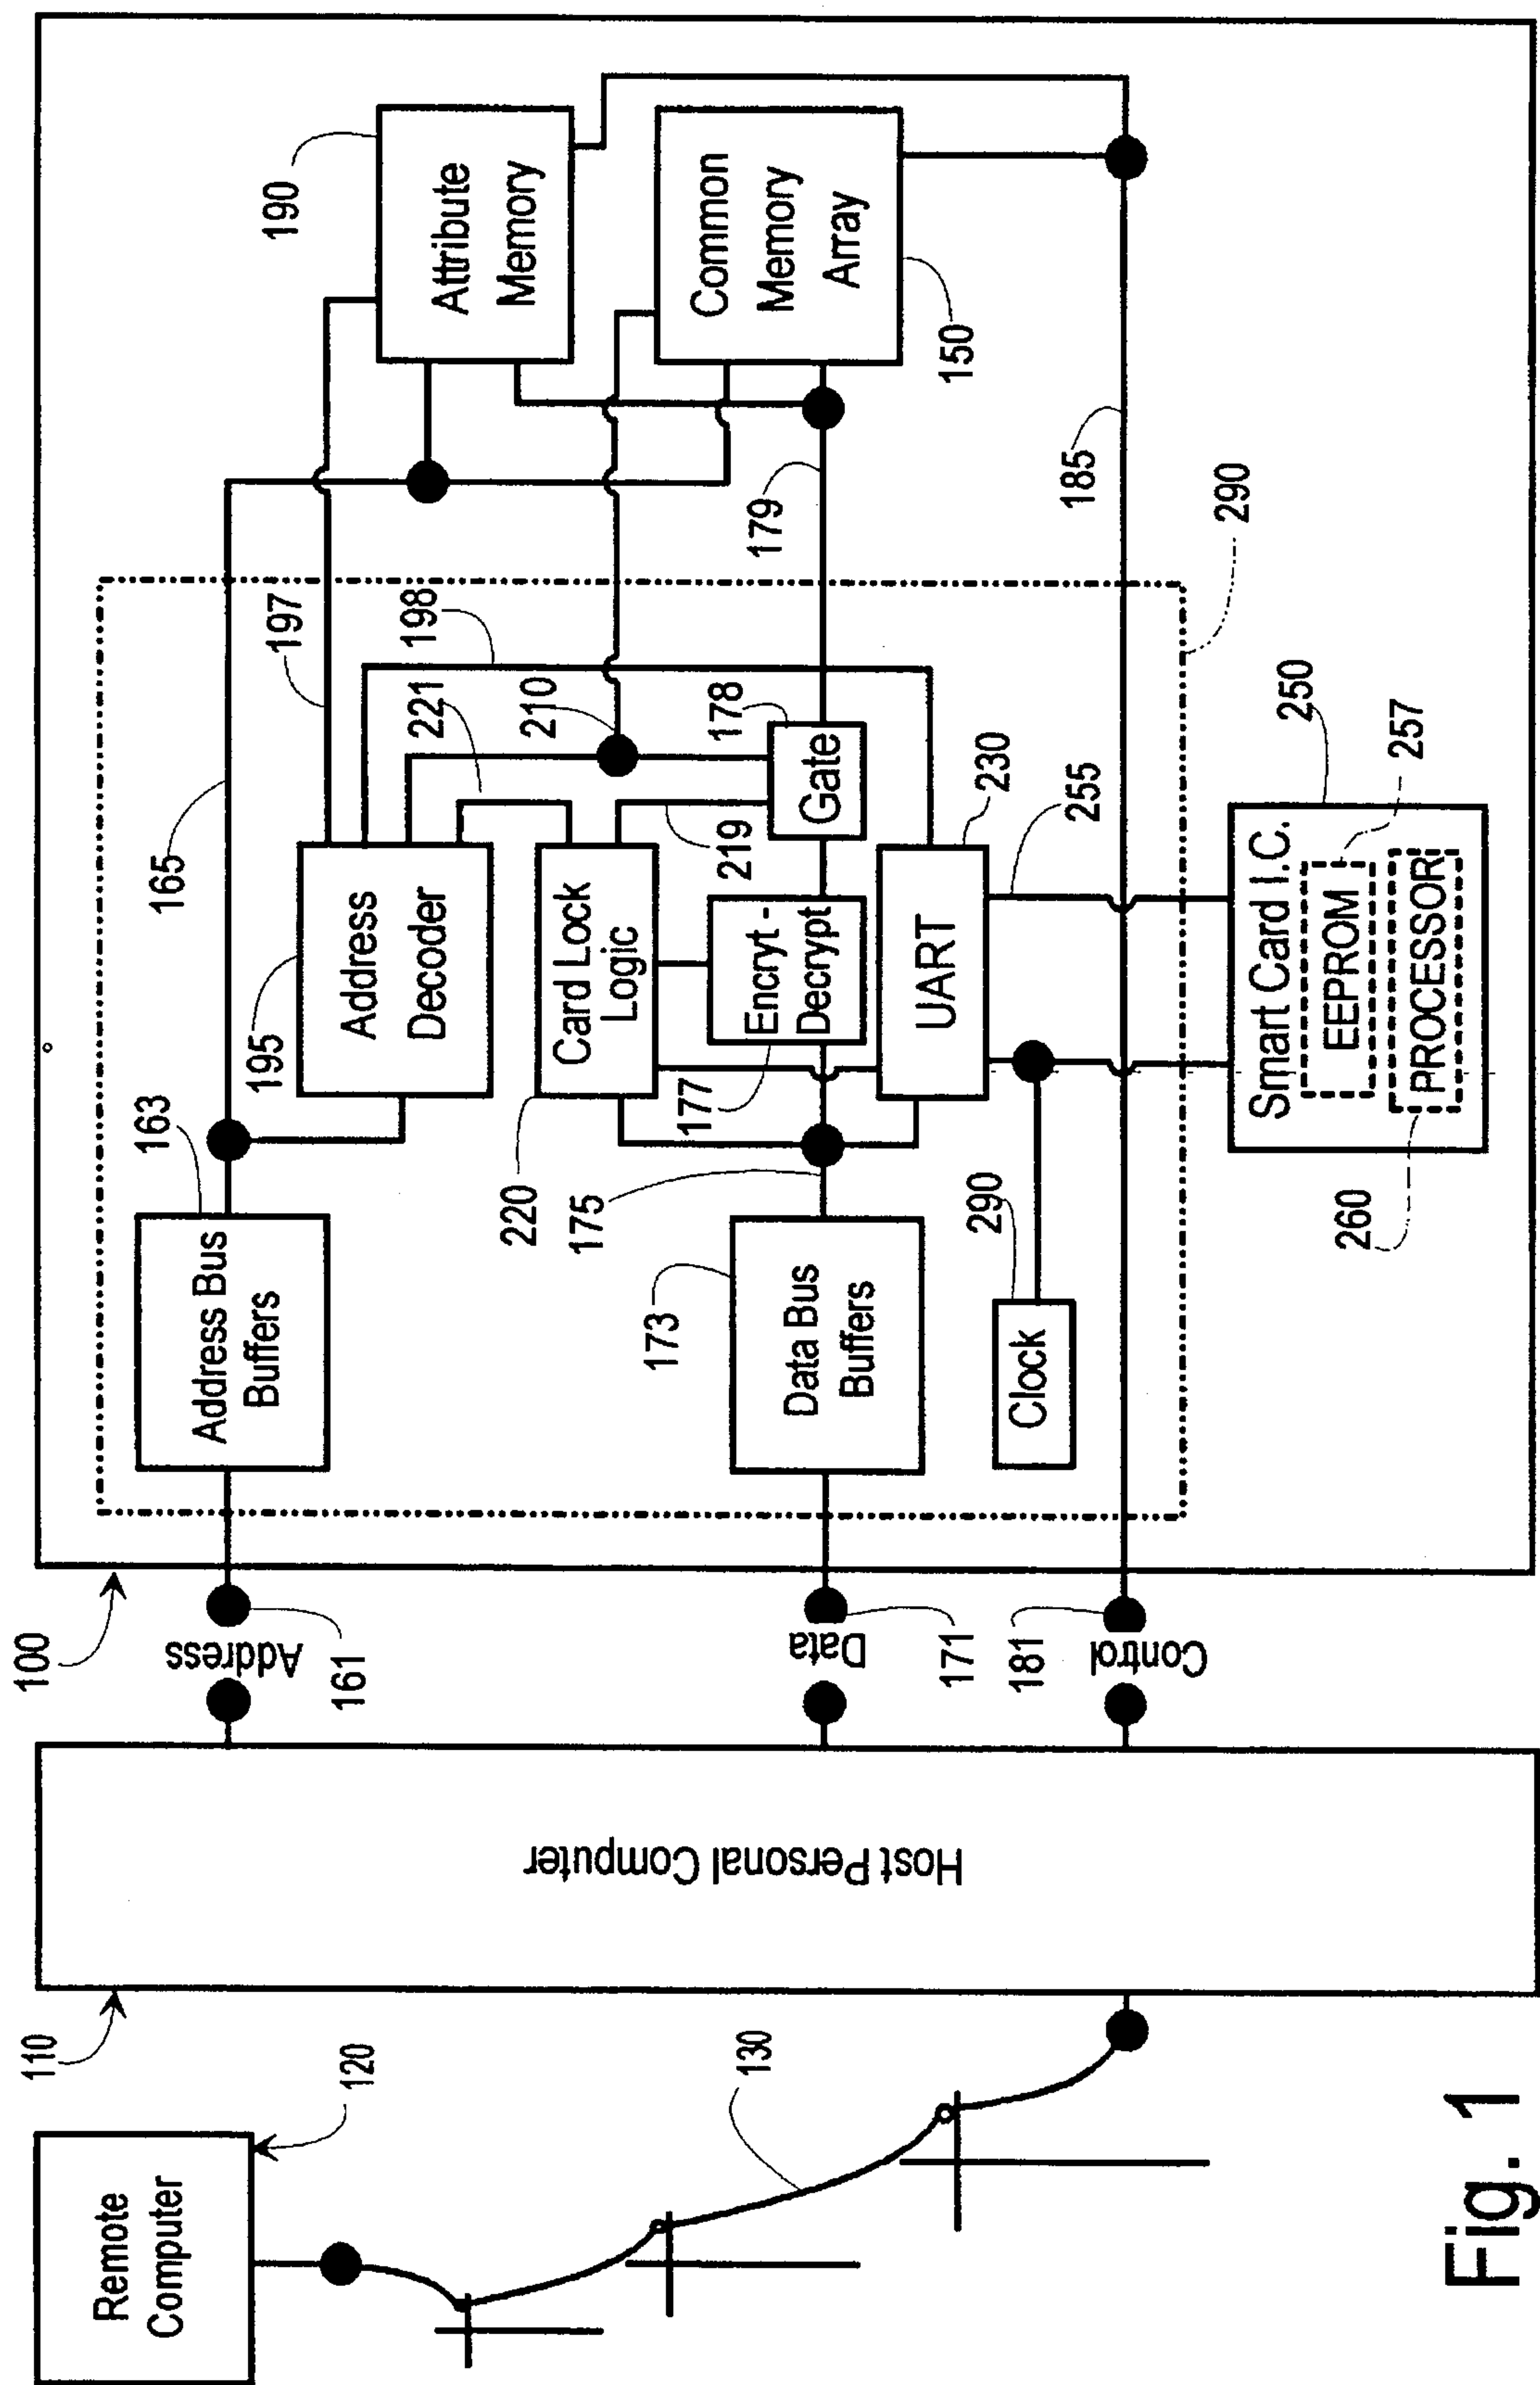 Remote
Computer
120
110
130
Host Personal Computer
100
Address
161
Data
171
181
Control
Address Bus
Buffers
163
165
195
Address
Decoder
197
198
221
210
190
Attribute
Memory
Common
Memory
Array
150
220
Card Lock
Logic
219
178
Gate
179
175
177
Encryt -
Decrypt
173
Data Bus
Buffers
UART
230
255
290
Clock
185
290
250
Smart Card I.C.
EEPROM
257
PROCESSOR
260
Fig. 1